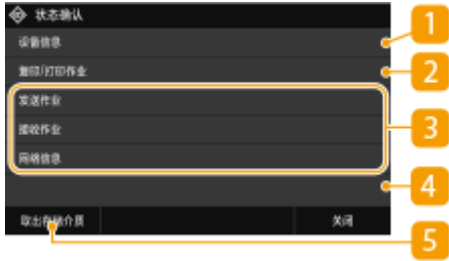 状态确认
设备信息
复印/打印作业
发送作业
接收作业
网络信息
取出存储介质
关闭
1
2
3
4
5